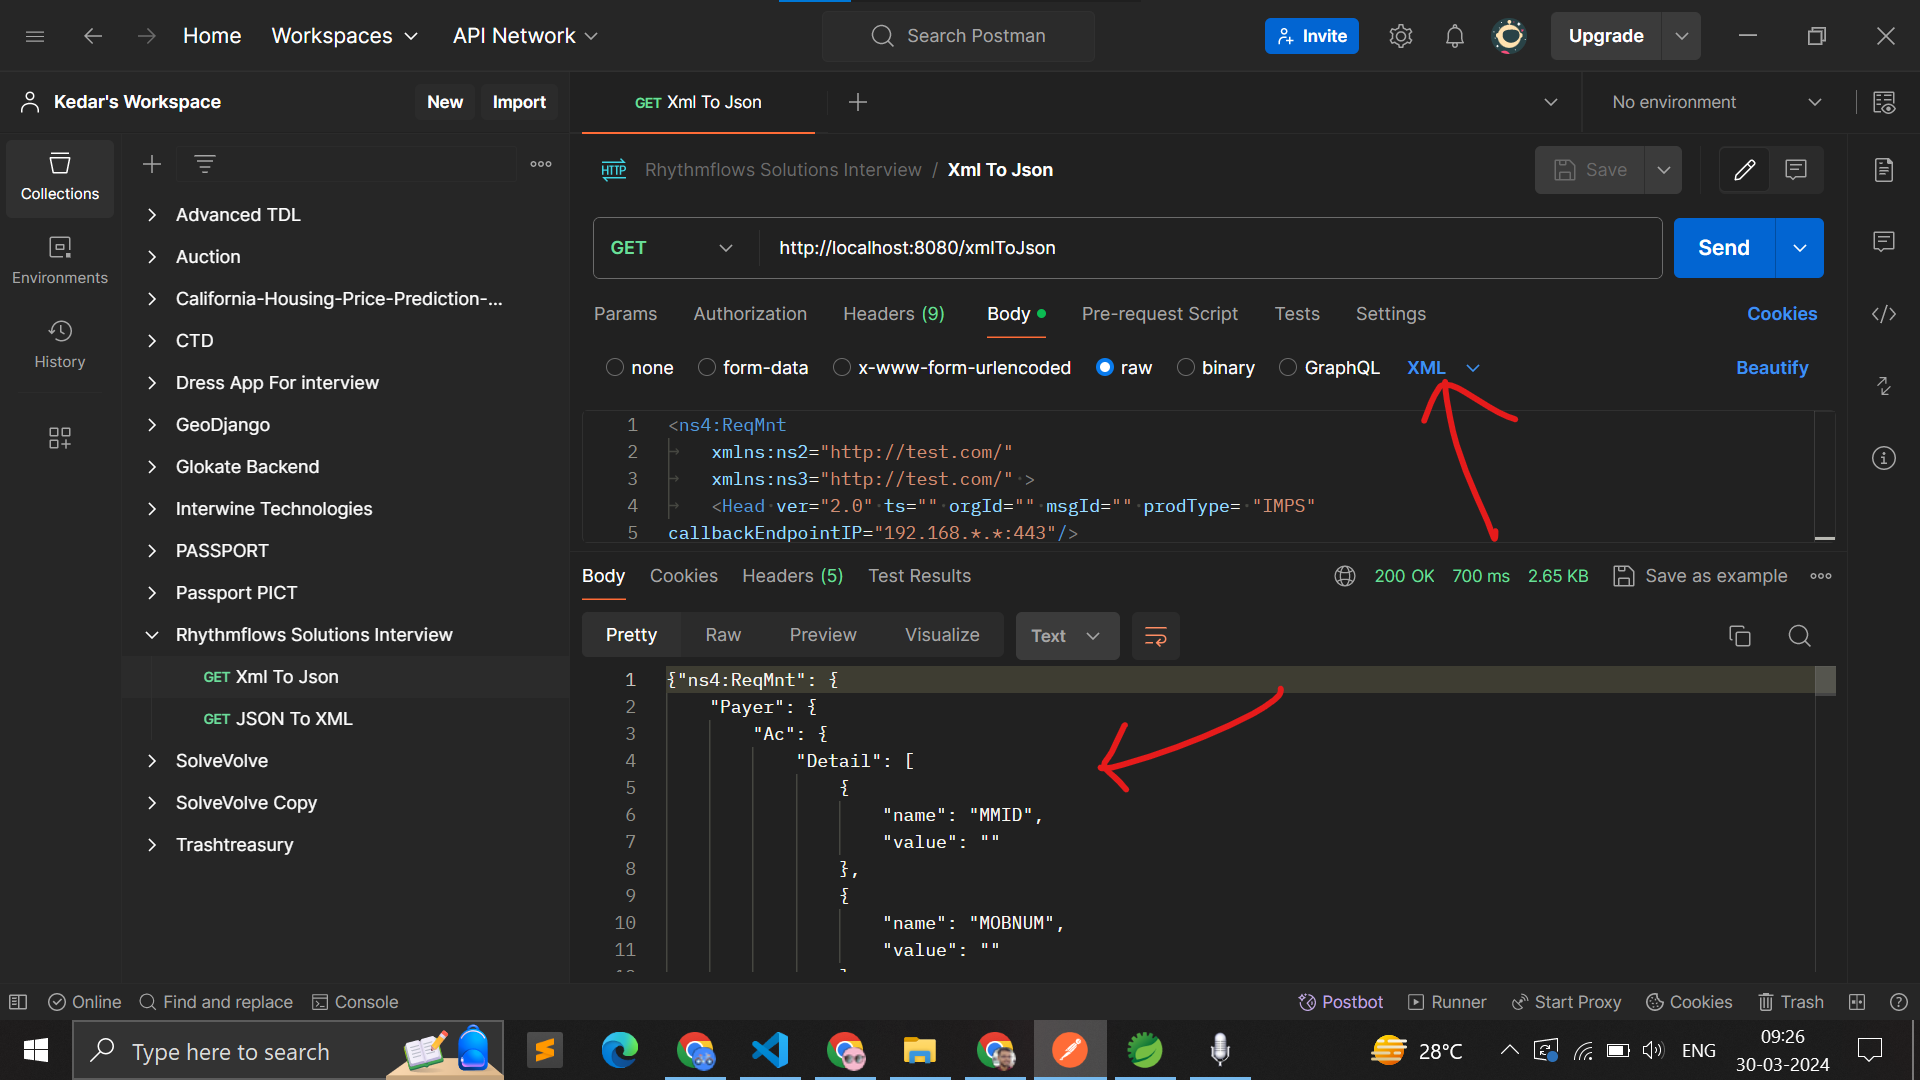 Home Workspaces API Network Search Postman Invite Upgrade
Kedar's Workspace New Import GET Xml To Json No environment
Collections
Environments
History
Advanced TDL
Auction
California-Housing-Price-Prediction-...
CTD
Dress App For interview
GeoDjango
Glokate Backend
Interwine Technologies
PASSPORT
Passport PICT
Rhythmflows Solutions Interview
GET Xml To Json
GET JSON To XML
SolveVolve
SolveVolve Copy
Trashtreasury
HTTP Rhythmflows Solutions Interview / Xml To Json Save
GET http://localhost:8080/xmlToJson Send
Params Authorization Headers (9) Body Pre-request Script Tests Settings Cookies
none form-data x-www-form-urlencoded raw binary GraphQL XML Beautify
1 <ns4:ReqMnt
2 xmlns:ns2="http://test.com/"
3 xmlns:ns3="http://test.com/" >
4 <Head ver="2.0" ts="" orgId="" msgId="" prodType= "IMPS"
5 callbackEndpointIP="192.168.*.*:443"/>
Body Cookies Headers (5) Test Results 200 OK 700 ms 2.65 KB Save as example
Pretty Raw Preview Visualize Text
1 {"ns4:ReqMnt": {
2 "Payer": {
3 "Ac": {
4 "Detail": [
5 {
6 "name": "MMID",
7 "value": ""
8 },
9 {
10 "name": "MOBNUM",
11 "value": ""
Online Find and replace Console Postbot Runner Start Proxy Cookies Trash
Type here to search 28°C ENG 09:26
30-03-2024